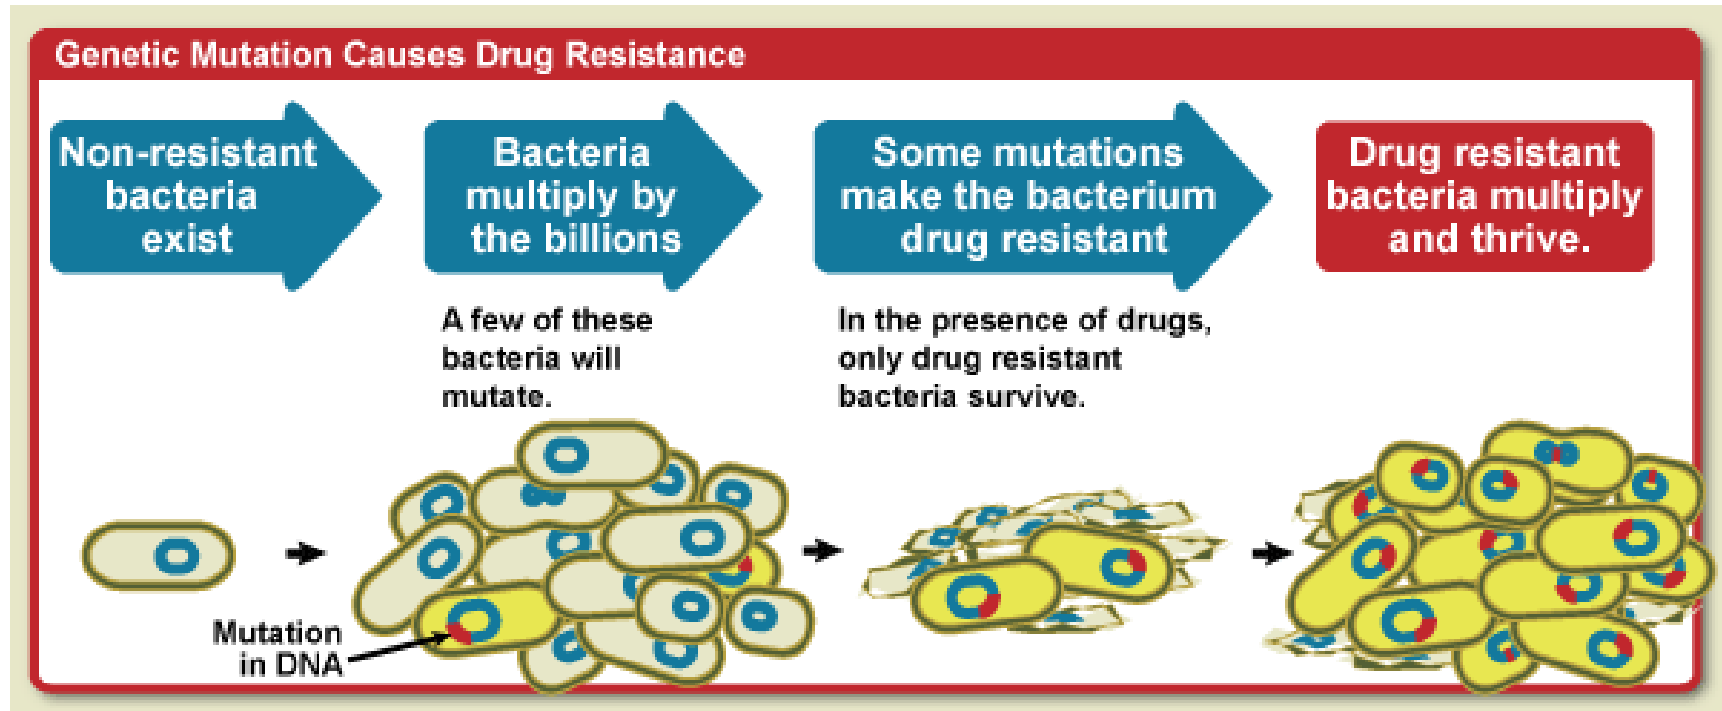 Genetic Mutation Causes Drug Resistance
Non-resistant
bacteria
exist
Bacteria
multiply by
the billions
Some mutations
make the bacterium
drug resistant
Drug resistant
bacteria multiply
and thrive.
A few of these
bacteria will
mutate.
In the presence of drugs,
only drug resistant
bacteria survive.
Mutation
in DNA